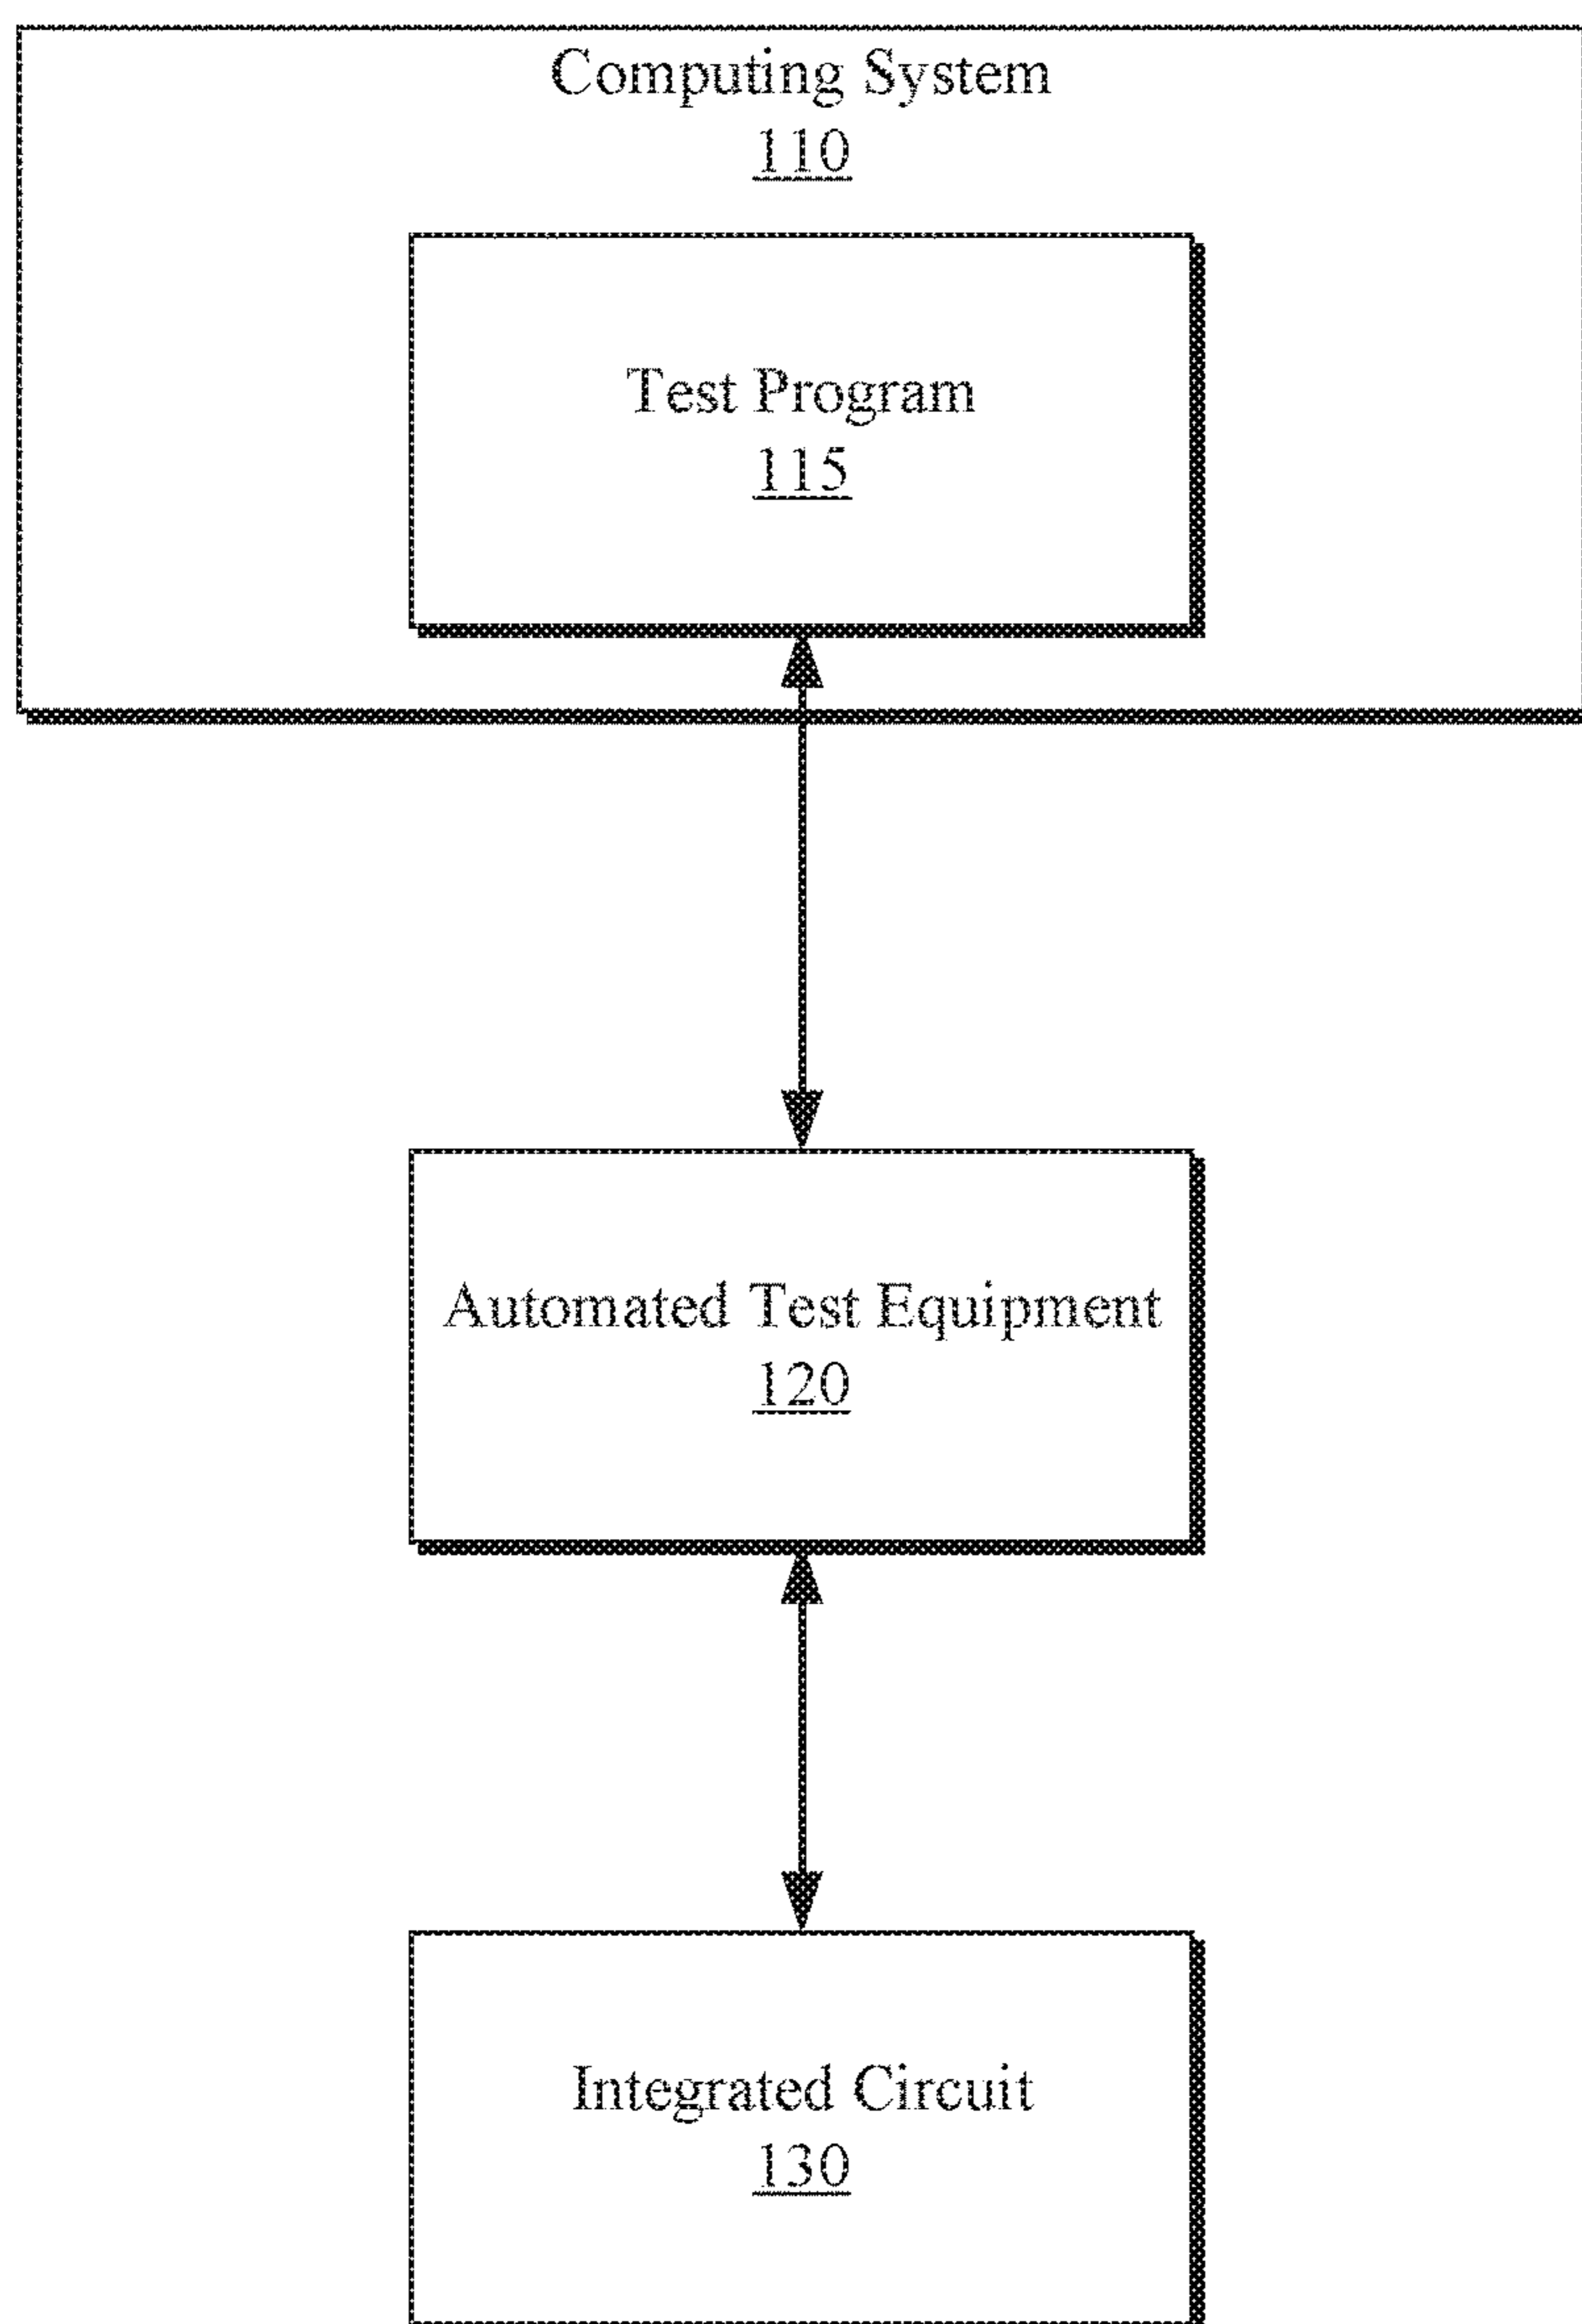 Computing System
110
Test Program
115
Automated Test Equipment
120
Integrated Circuit
130